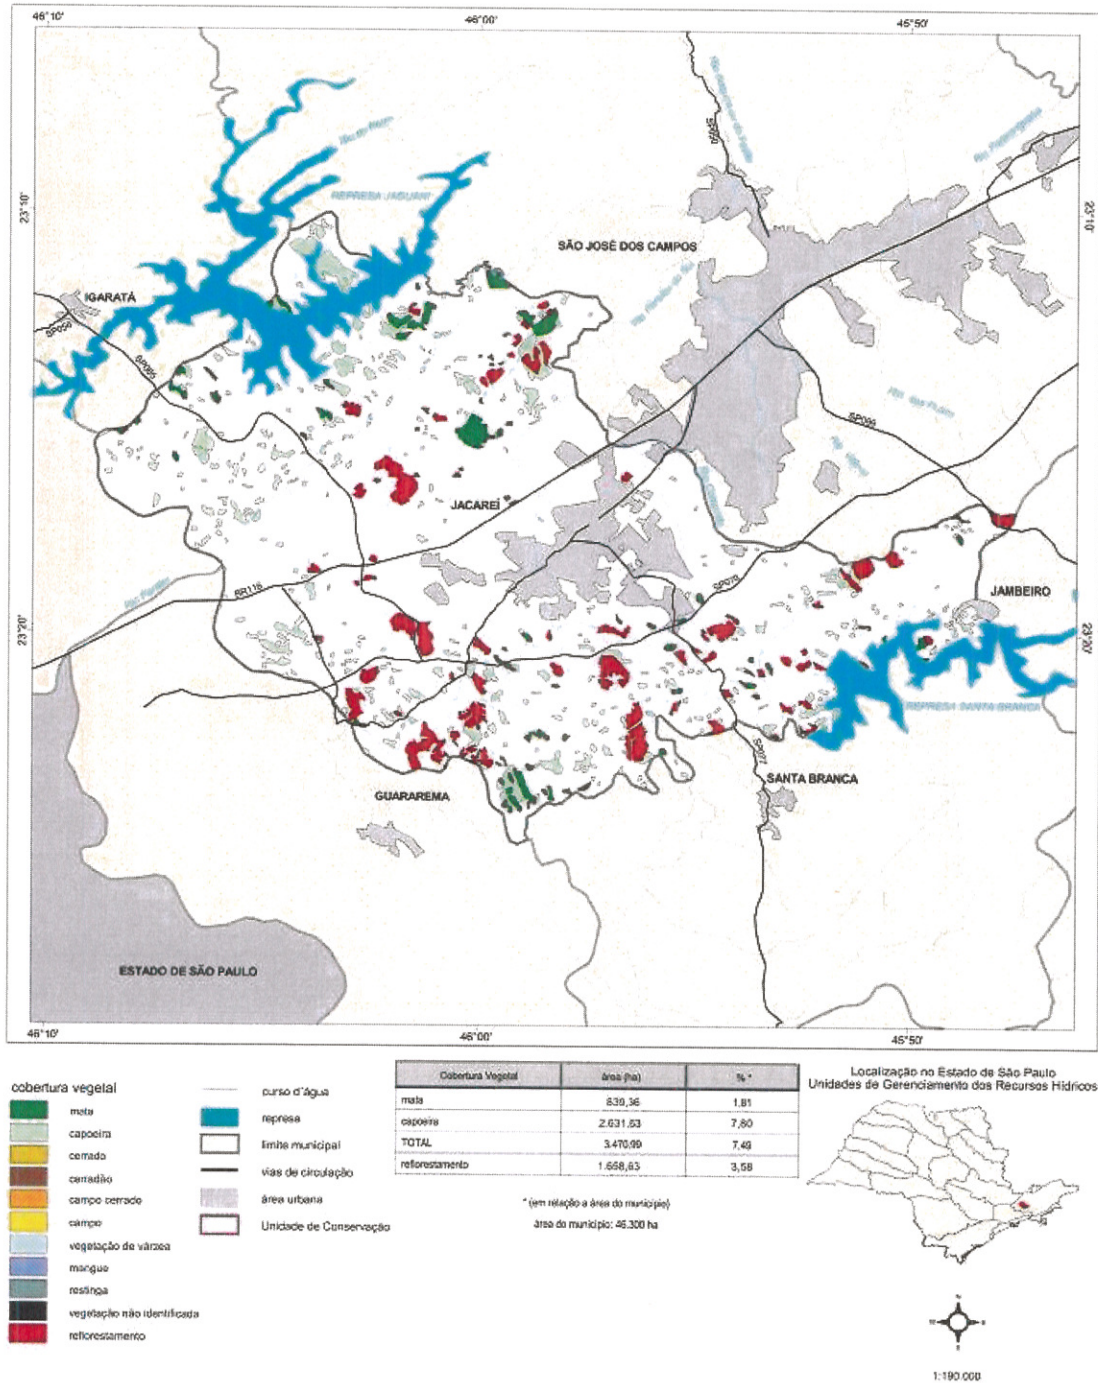 46°10'
46°00'
45°50'
23°10'
23°10'
SP050
REPRESA JAGUARI
SÃO JOSÉ DOS CAMPOS
IGARATÁ
SP056
SP065
SP099
JACAREÍ
BR116
SP070
JAMBEIRO
23°20'
23°20'
REPRESA SANTA BRANCA
SP077
SANTA BRANCA
GUARAREMA
ESTADO DE SÃO PAULO
46°10'
46°00'
45°50'
cobertura vegetal
mata
capoeira
cerrado
cerradão
campo cerrado
campo
vegetação de várzea
mangue
restinga
vegetação não identificada
reflorestamento
curso d'água
represa
limite municipal
vias de circulação
área urbana
Unidade de Conservação
Cobertura Vegetal área (ha) % *
mata 839,36 1,81
capoeira 2.631,63 7,80
TOTAL 3.470,99 7,49
reflorestamento 1.658,63 3,58
* (em relação a área do município)
área do município: 46.300 ha
Localização no Estado de São Paulo
Unidades de Gerenciamento dos Recursos Hídricos
N
W E
S
1:190.000